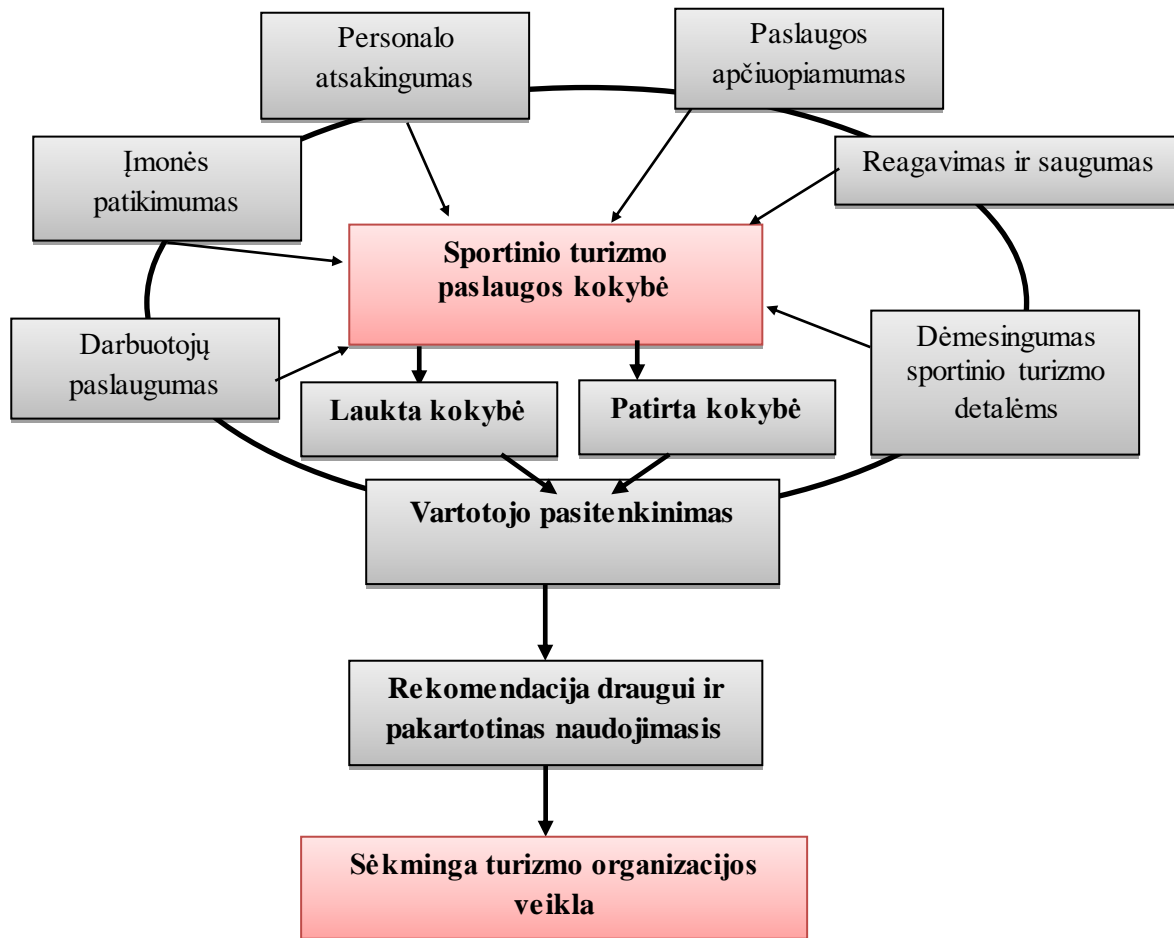 Personalo
atsakingumas
Paslaugos
apčiuopiamumas
Įmonės
patikimumas
Reagavimas ir saugumas
Sportinio turizmo
paslaugos kokybė
Darbuotojų
paslaugumas
Dėmesingumas
sportinio turizmo
detalėms
Laukta kokybė
Patirta kokybė
Vartotojo pasitenkinimas
Rekomendacija draugui ir
pakartotinas naudojimasis
Sėkminga turizmo organizacijos
veikla